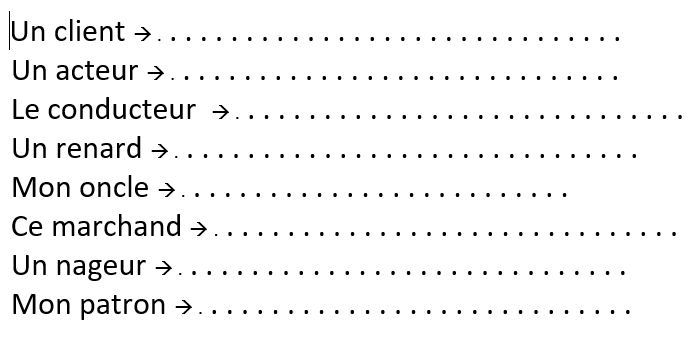 Un client → . . . . . . . . . . . . . . . . . . . . . . . . . . . . . . .
Un acteur → . . . . . . . . . . . . . . . . . . . . . . . . . . . . . .
Le conducteur → . . . . . . . . . . . . . . . . . . . . . . . . . . . . . .
Un renard → . . . . . . . . . . . . . . . . . . . . . . . . . . . . . . .
Mon oncle → . . . . . . . . . . . . . . . . . . . . . . . . . .
Ce marchand → . . . . . . . . . . . . . . . . . . . . . . . . . . . . . . .
Un nageur → . . . . . . . . . . . . . . . . . . . . . . . . . . . . . .
Mon patron → . . . . . . . . . . . . . . . . . . . . . . . . . . . . .